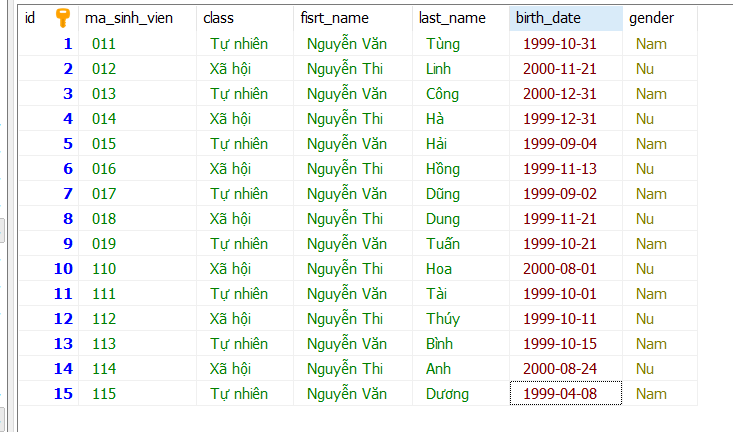 id ma_sinh_vien class fisrt_name last_name birth_date gender
1 011 Tự nhiên Nguyễn Văn Tùng 1999-10-31 Nam
2 012 Xã hội Nguyễn Thi Linh 2000-11-21 Nu
3 013 Tự nhiên Nguyễn Văn Công 2000-12-31 Nam
4 014 Xã hội Nguyễn Thi Hà 1999-12-31 Nu
5 015 Tự nhiên Nguyễn Văn Hải 1999-09-04 Nam
6 016 Xã hội Nguyễn Thi Hồng 1999-11-13 Nu
7 017 Tự nhiên Nguyễn Văn Dũng 1999-09-02 Nam
8 018 Xã hội Nguyễn Thi Dung 1999-11-21 Nu
9 019 Tự nhiên Nguyễn Văn Tuấn 1999-10-21 Nam
10 110 Xã hội Nguyễn Thi Hoa 2000-08-01 Nu
11 111 Tự nhiên Nguyễn Văn Tài 1999-10-01 Nam
12 112 Xã hội Nguyễn Thi Thúy 1999-10-11 Nu
13 113 Tự nhiên Nguyễn Văn Bình 1999-10-15 Nam
14 114 Xã hội Nguyễn Thi Anh 2000-08-24 Nu
15 115 Tự nhiên Nguyễn Văn Dương 1999-04-08 Nam